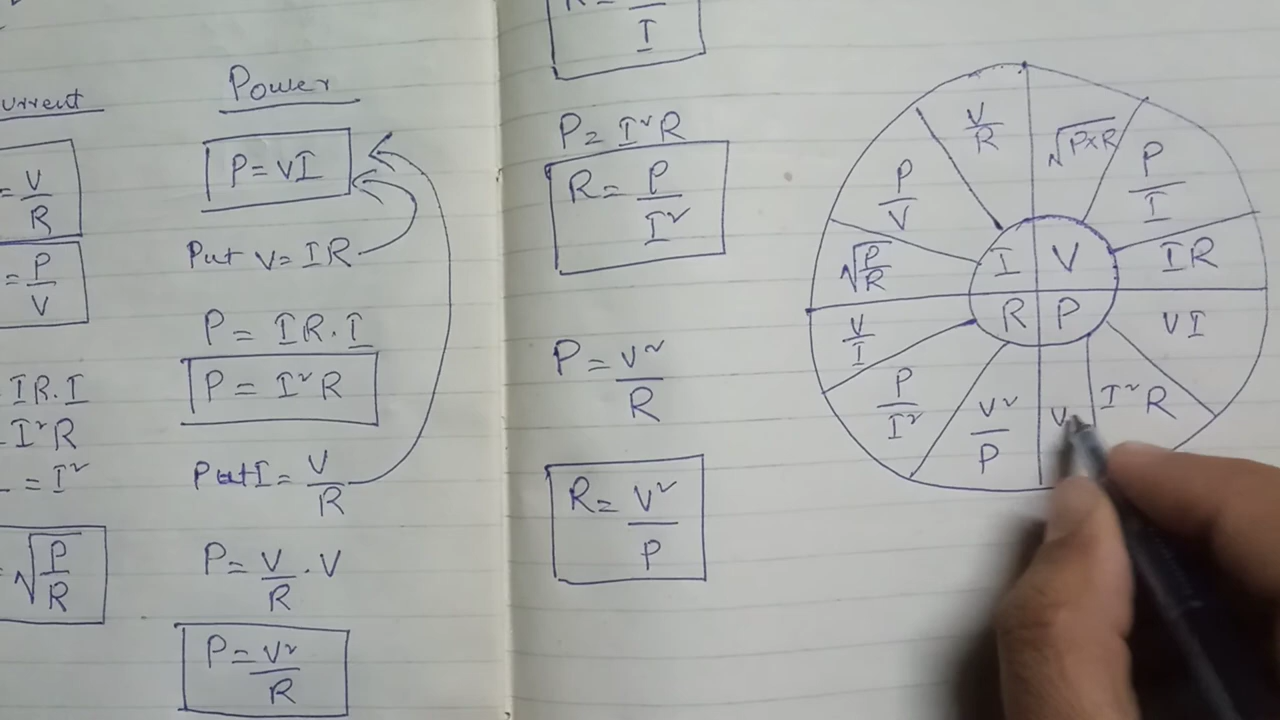 = V/R
= P/V
IR.I
I²R
= I²
√(P/R)
Power
P = VI
Put V = IR
P = IR.I
P = I²R
Put I = V/R
P = V/R . V
P = V²/R
I
P = I²R
R = P/I²
P = V²/R
R = V²/P
V/R
√(P×R)
P/I
P/V
IR
√(P/R)
I V
R P
V/I
VI
P/I²
V²/P
V
I²R